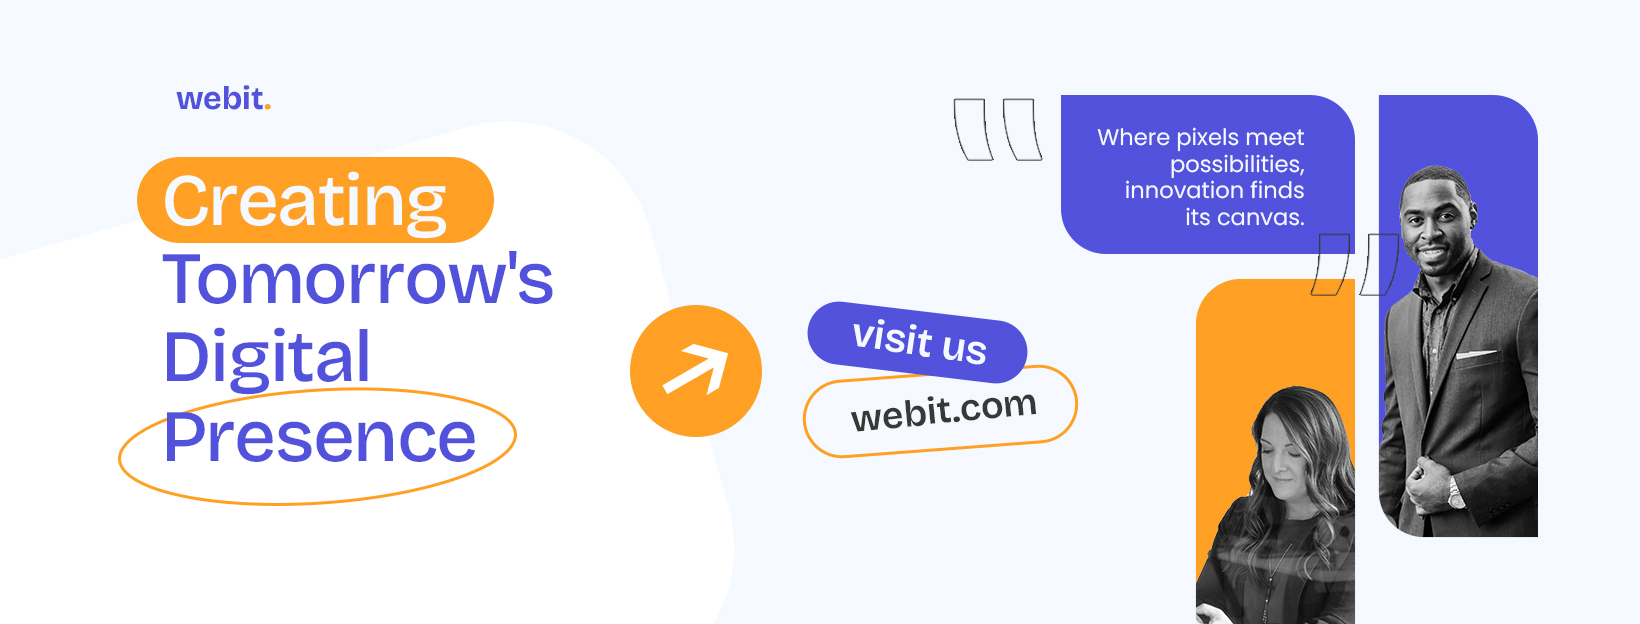 webit.
Creating
Tomorrow's
Digital
Presence
visit us
webit.com
Where pixels meet
possibilities,
innovation finds
its canvas.